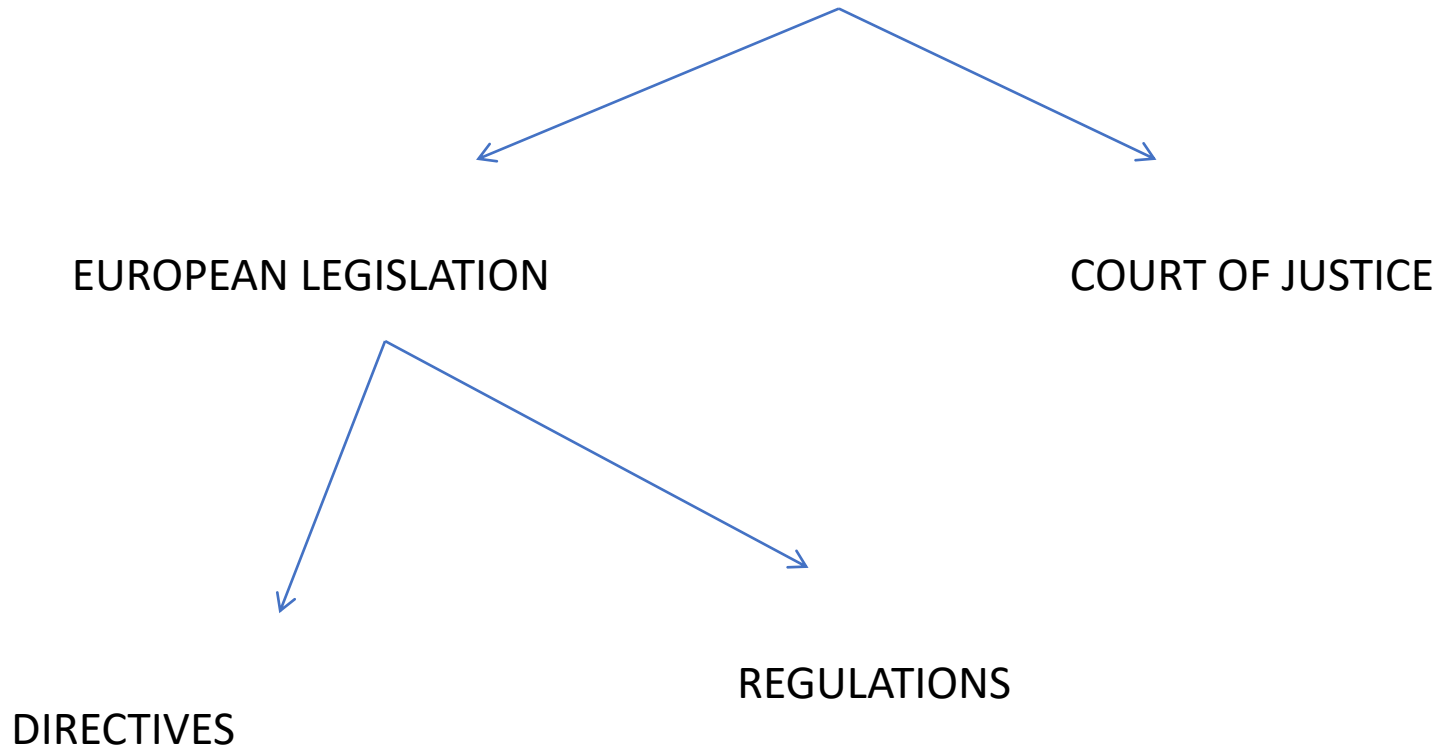 EUROPEAN LEGISLATION
COURT OF JUSTICE
REGULATIONS
DIRECTIVES